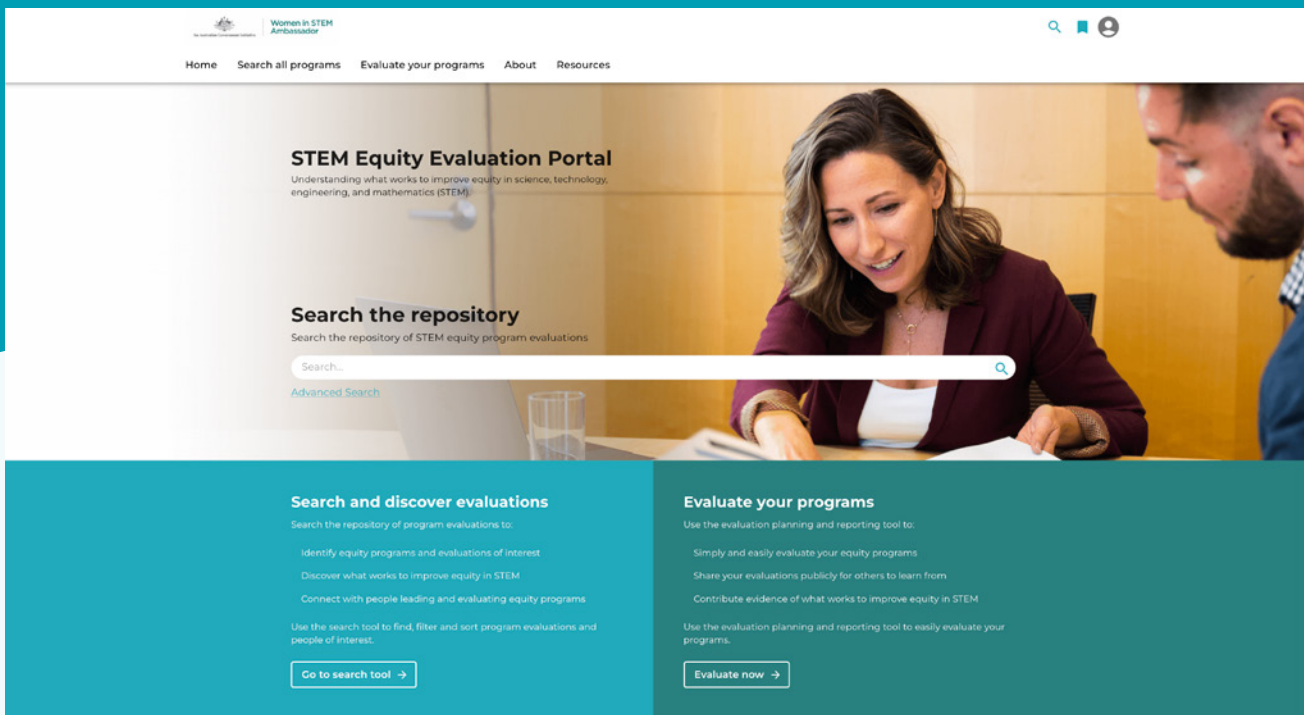 Women in STEM
Ambassador
Home Search all programs Evaluate your programs About Resources
STEM Equity Evaluation Portal
Understanding what works to improve equity in science, technology,
engineering, and mathematics (STEM).
Search the repository
Search the repository of STEM equity program evaluations
Search...
Advanced Search
Search and discover evaluations
Search the repository of program evaluations to:
Identify equity programs and evaluations of interest
Discover what works to improve equity in STEM
Connect with people leading and evaluating equity programs
Use the search tool to find, filter and sort program evaluations and
people of interest.
Go to search tool →
Evaluate your programs
Use the evaluation planning and reporting tool to:
Simply and easily evaluate your equity programs
Share your evaluations publicly for others to learn from
Contribute evidence of what works to improve equity in STEM
Use the evaluation planning and reporting tool to easily evaluate your
programs.
Evaluate now →